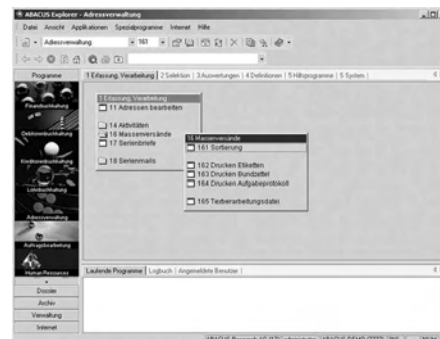 ABACUS Explorer - Adressverwaltung
Datei Ansicht Applikationen Spezialprogramme Internet Hilfe
Adressverwaltung 161
Programme
1 Erfassung, Verarbeitung 2 Selektion 3 Auswertungen 4 Definitionen 5 Hilfsprogramme 6 System
Finanzbuchhaltung
Debitorenbuchhaltung
Kreditorenbuchhaltung
Lohnbuchhaltung
Adressverwaltung
Auftragsbearbeitung
Human Resources
Dossier
Archiv
Verwaltung
Internet
1 Erfassung, Verarbeitung
11 Adressen bearbeiten
14 Aktivitäten
16 Massenversände
17 Serienbriefe
18 Serienmails
16 Massenversände
161 Sortierung
162 Drucken Etiketten
163 Drucken Bundzettel
164 Drucken Aufgabeprotokoll
165 Textverarbeitungsdatei
Laufende Programme Logbuch Angemeldete Benutzer